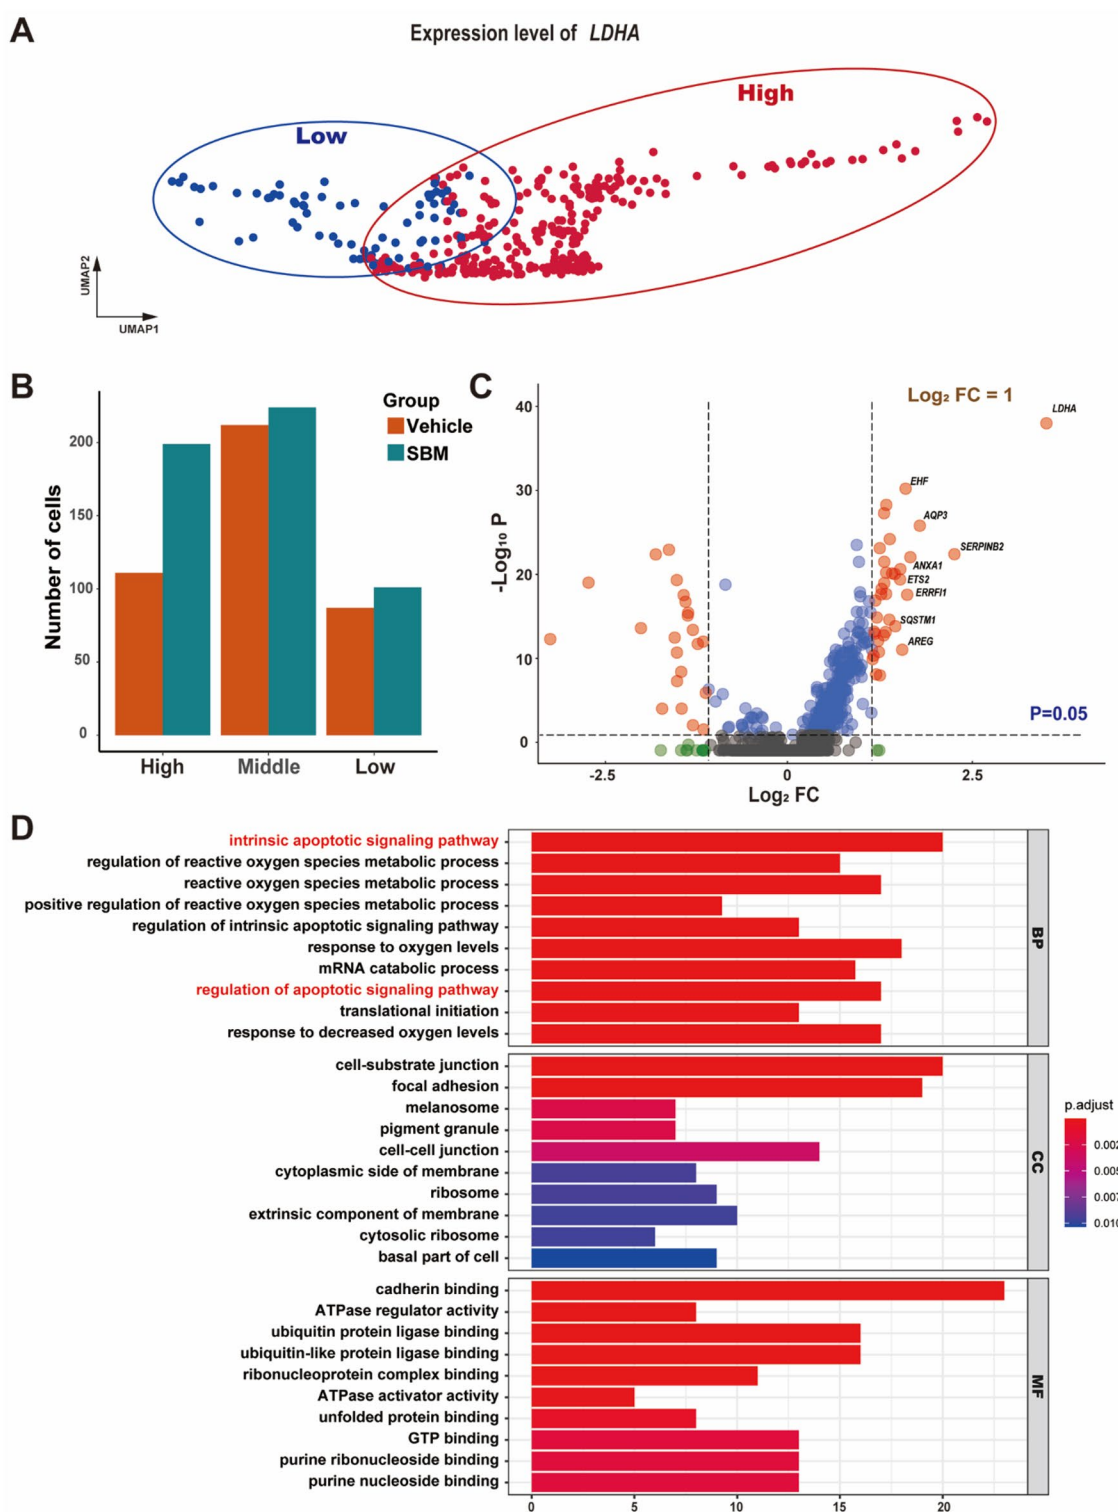 A
Expression level of LDHA
High
Low
UMAP2
UMAP1
B
Number of cells
200
150
100
50
0
Group
Vehicle
SBM
High
Middle
Low
C
Log₂ FC = 1
-Log₁₀ P
40
30
20
10
0
LDHA
EHF
AQP3
SERPINB2
ANXA1
ETS2
ERRFI1
SQSTM1
AREG
P=0.05
-2.5
0
2.5
Log₂ FC
D
intrinsic apoptotic signaling pathway
regulation of reactive oxygen species metabolic process
reactive oxygen species metabolic process
positive regulation of reactive oxygen species metabolic process
regulation of intrinsic apoptotic signaling pathway
response to oxygen levels
mRNA catabolic process
regulation of apoptotic signaling pathway
translational initiation
response to decreased oxygen levels
BP
cell-substrate junction
focal adhesion
melanosome
pigment granule
cell-cell junction
cytoplasmic side of membrane
ribosome
extrinsic component of membrane
cytosolic ribosome
basal part of cell
CC
p.adjust
0.002
0.005
0.007
0.010
cadherin binding
ATPase regulator activity
ubiquitin protein ligase binding
ubiquitin-like protein ligase binding
ribonucleoprotein complex binding
ATPase activator activity
unfolded protein binding
GTP binding
purine ribonucleoside binding
purine nucleoside binding
MF
0
5
10
15
20